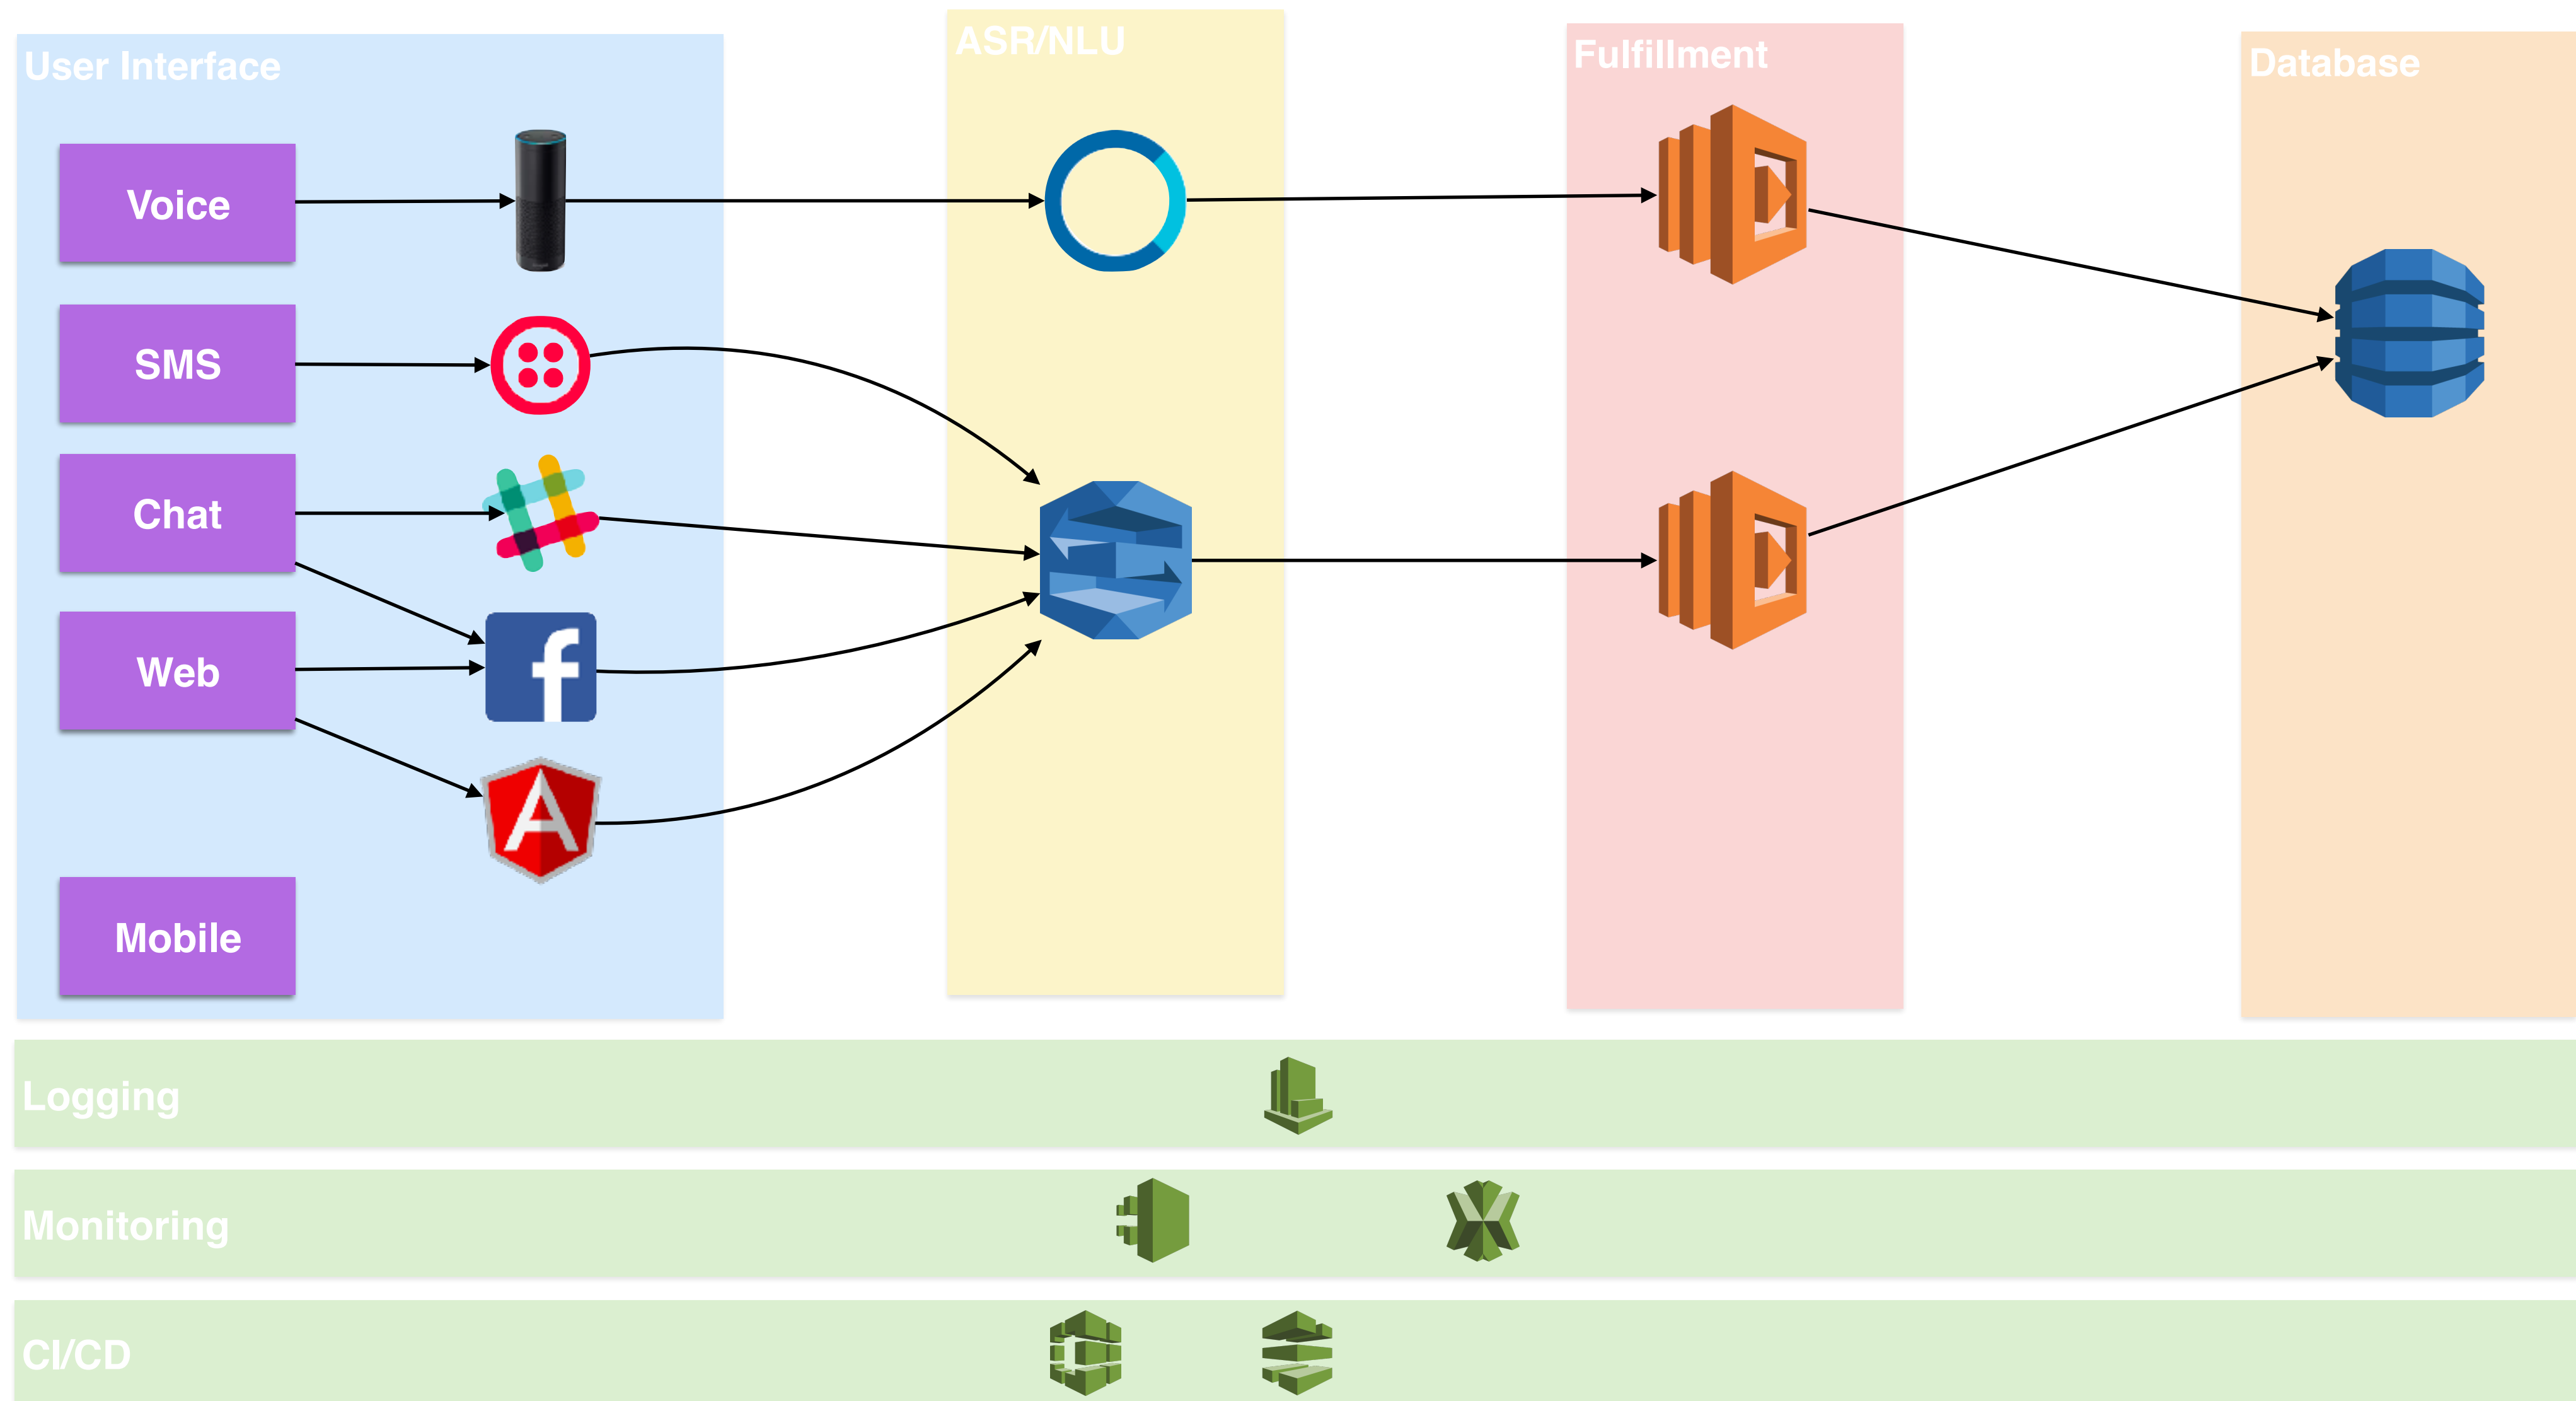 User Interface
ASR/NLU
Fulfillment
Database
Voice
SMS
Chat
Web
Mobile
Logging
Monitoring
CI/CD